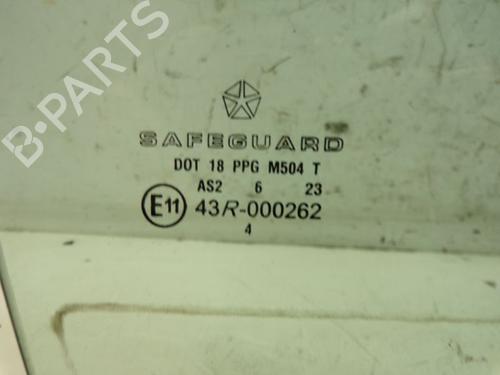 B-PARTS
SAFEGUARD
DOT 18 PPG M504 T
AS2 6 23
E11 43R-000262
4